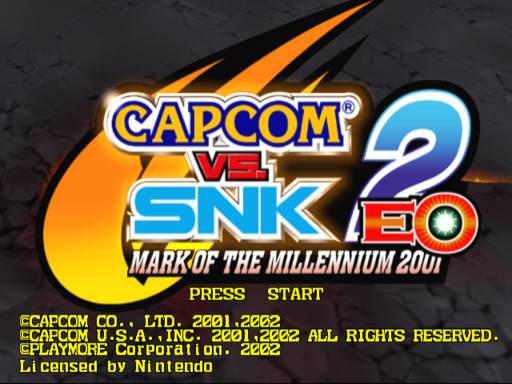 CAPCOM®
VS.
SNK 2
EO
MARK OF THE MILLENNIUM 2001
PRESS START
©CAPCOM CO., LTD. 2001,2002
©CAPCOM U.S.A.,INC. 2001,2002 ALL RIGHTS RESERVED.
©PLAYMORE Corporation. 2002
Licensed by Nintendo